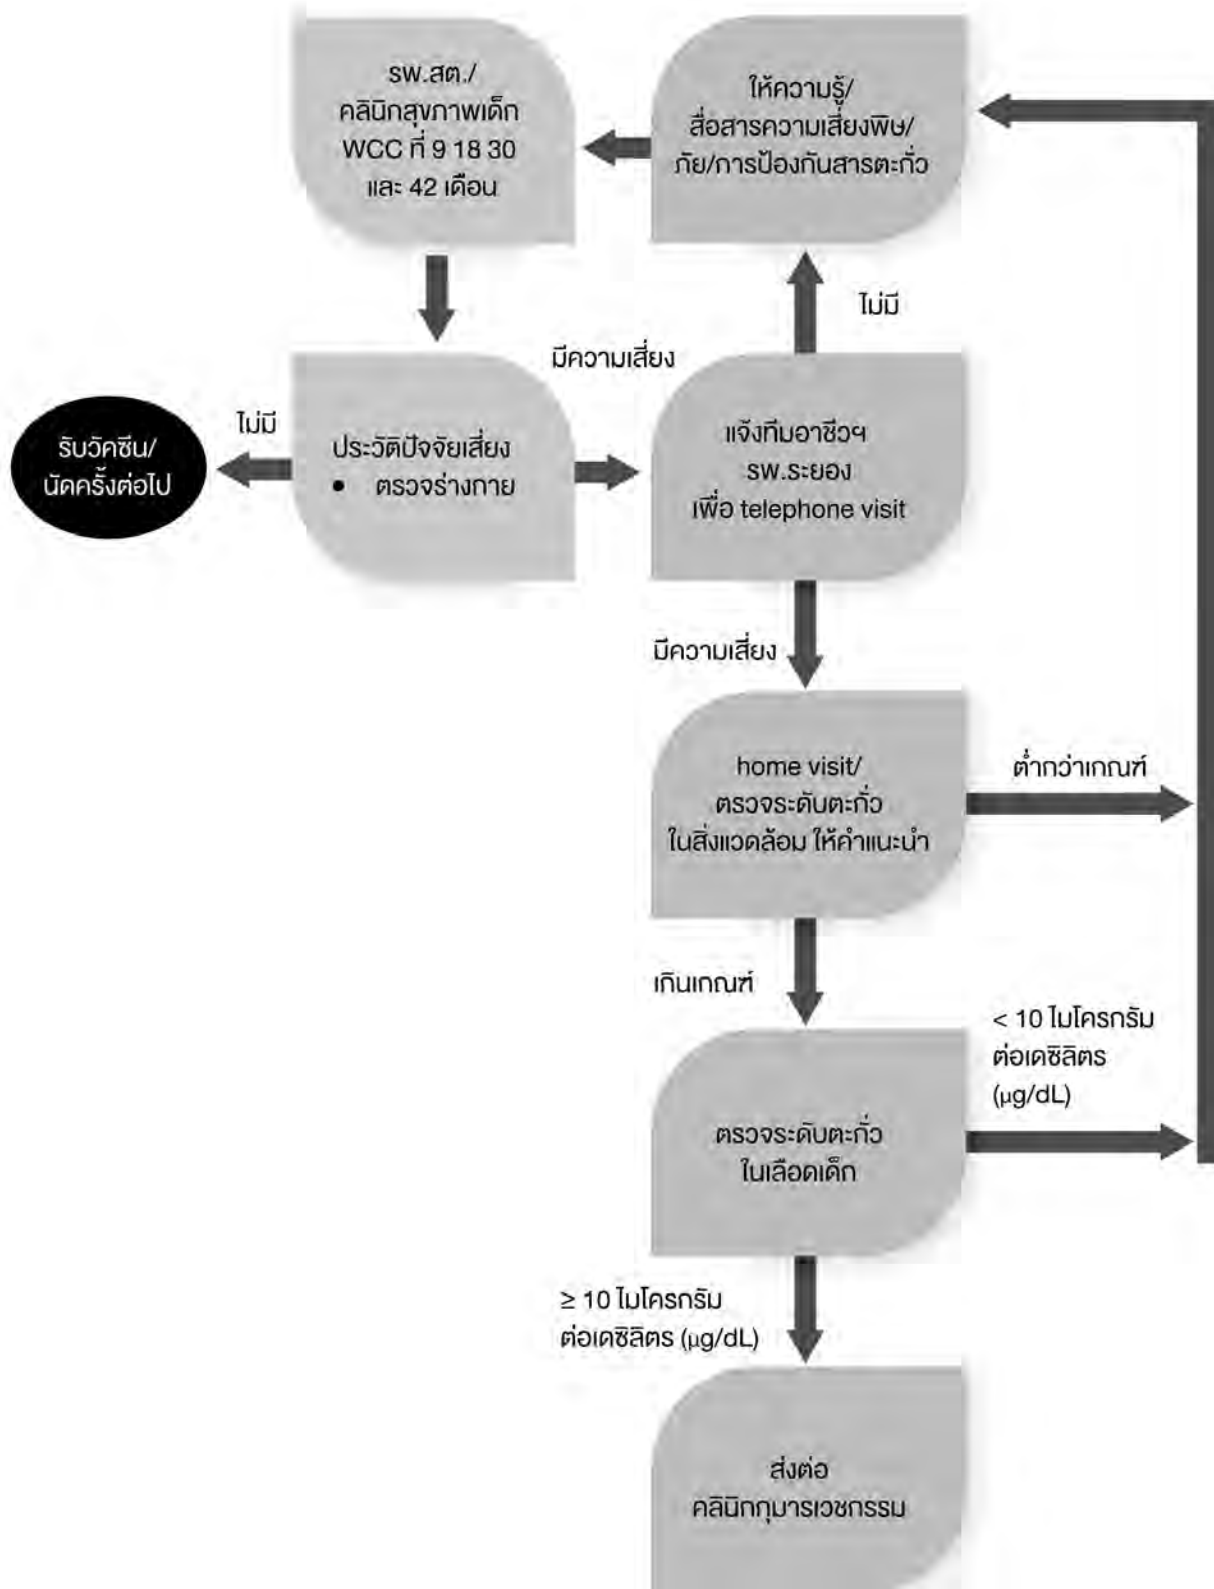 รพ.สต./
คลินิกสุขภาพเด็ก
WCC ที่ 9 18 30
และ 42 เดือน
ให้ความรู้/
สื่อสารความเสี่ยงพิษ/
ภัย/การป้องกันสารตะกั่ว
ไม่มี
มีความเสี่ยง
รับวัคซีน/
นัดครั้งต่อไป
ไม่มี
ประวัติปัจจัยเสี่ยง
• ตรวจร่างกาย
แจ้งทีมอาชีวฯ
รพ.ระยอง
เพื่อ telephone visit
มีความเสี่ยง
home visit/
ตรวจระดับตะกั่ว
ในสิ่งแวดล้อม ให้คำแนะนำ
ต่ำกว่าเกณฑ์
เกินเกณฑ์
< 10 ไมโครกรัม
ต่อเดซิลิตร
(µg/dL)
ตรวจระดับตะกั่ว
ในเลือดเด็ก
≥ 10 ไมโครกรัม
ต่อเดซิลิตร (µg/dL)
ส่งต่อ
คลินิกกุมารเวชกรรม